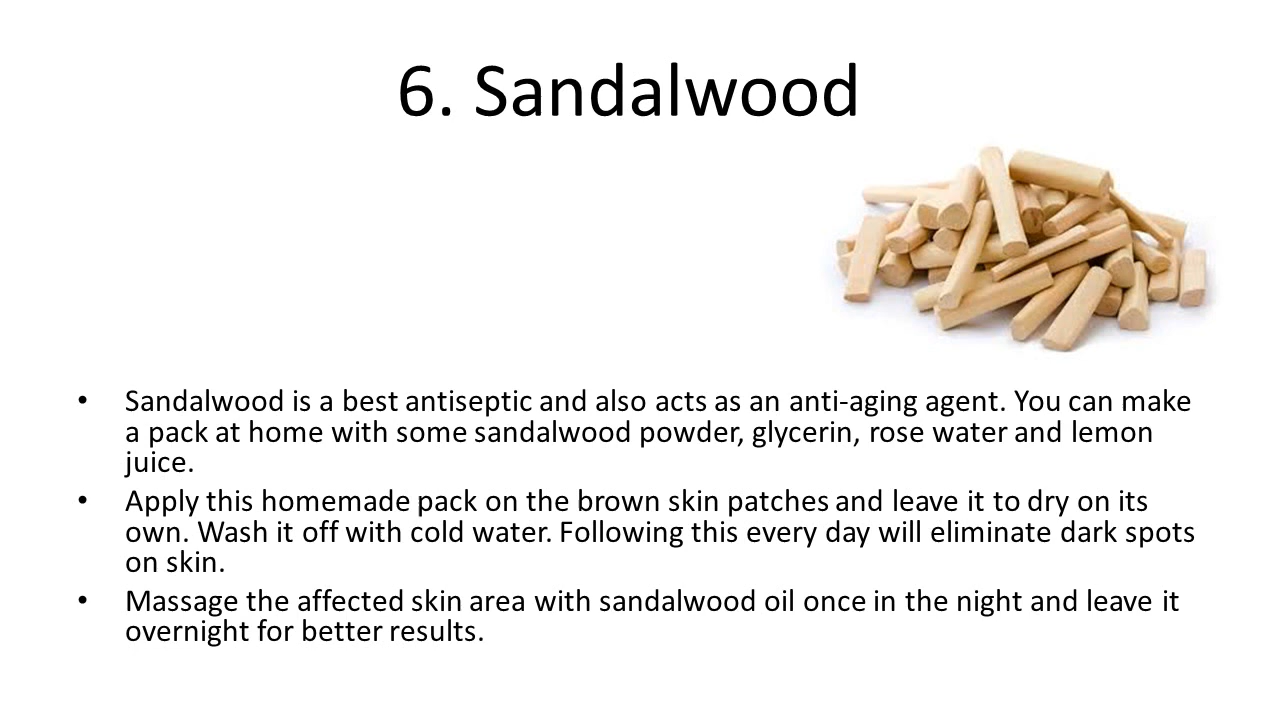 6. Sandalwood
• Sandalwood is a best antiseptic and also acts as an anti-aging agent. You can make
a pack at home with some sandalwood powder, glycerin, rose water and lemon
juice.
• Apply this homemade pack on the brown skin patches and leave it to dry on its
own. Wash it off with cold water. Following this every day will eliminate dark spots
on skin.
• Massage the affected skin area with sandalwood oil once in the night and leave it
overnight for better results.